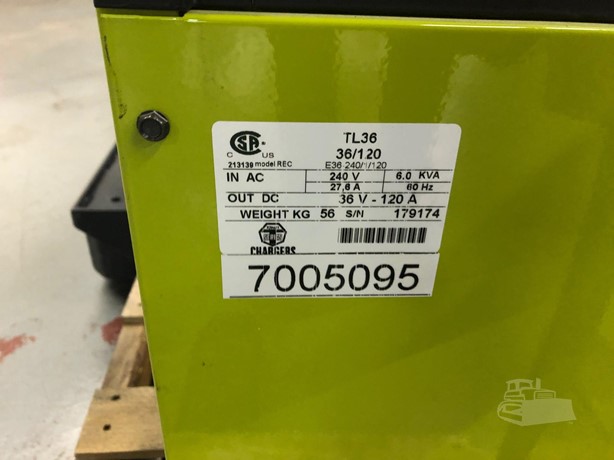 TL36
36/120
E36 240/1/120
CSA
C US
213139 model REC
IN AC 240 V 6.0 KVA
27,6 A 60 Hz
OUT DC 36 V - 120 A
WEIGHT KG 56 S/N 179174
CHARGERS
7005095